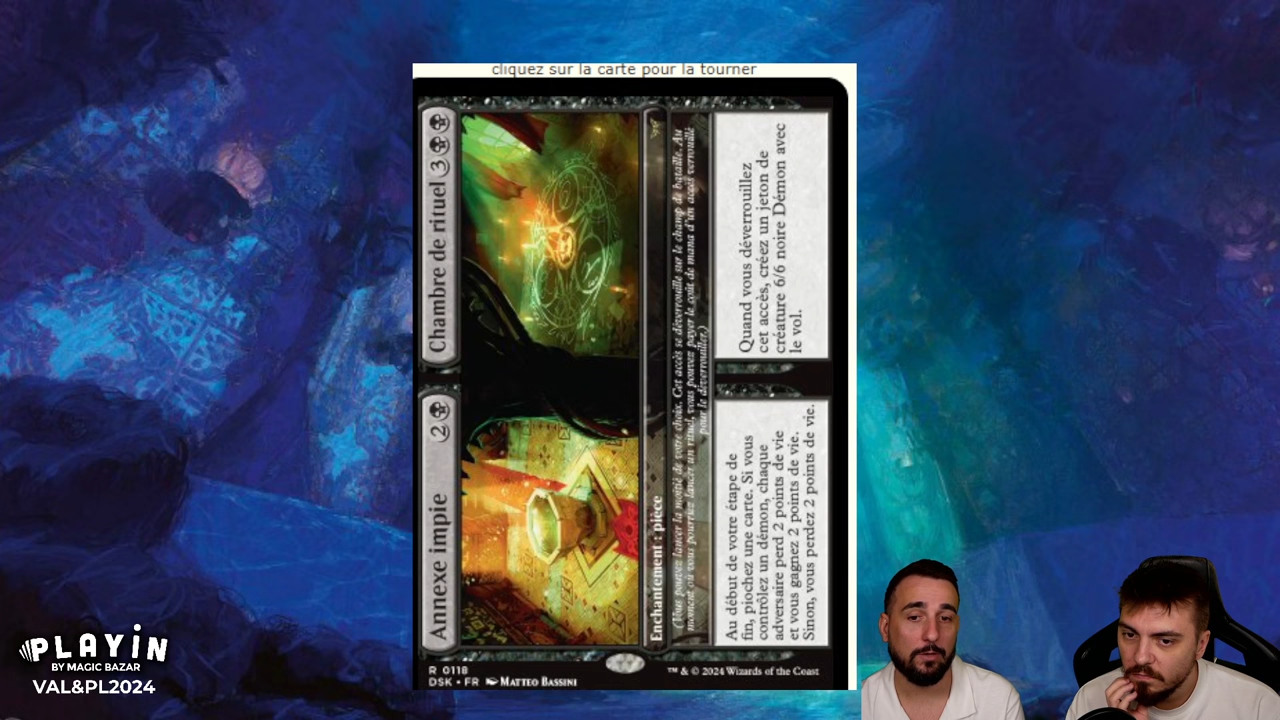 cliquez sur la carte pour la tourner
Annexe impie 2
Chambre de rituel 3
Enchantement : pièce
(Vous pouvez lancer la moitié de votre choix. Cet accès se déverrouille sur le champ de bataille. Au
moment où vous pourriez lancer un rituel, vous pouvez payer le coût de mana d'un accès verrouillé
pour le déverrouiller.)
Au début de votre étape de
fin, piochez une carte. Si vous
contrôlez un démon, chaque
adversaire perd 2 points de vie
et vous gagnez 2 points de vie.
Sinon, vous perdez 2 points de vie.
Quand vous déverrouillez
cet accès, créez un jeton de
créature 6/6 noire Démon avec
le vol.
R 0118
DSK • FR MATTEO BASSINI
™ & © 2024 Wizards of the Coast
PLAYIN
BY MAGIC BAZAR
VAL&PL2024